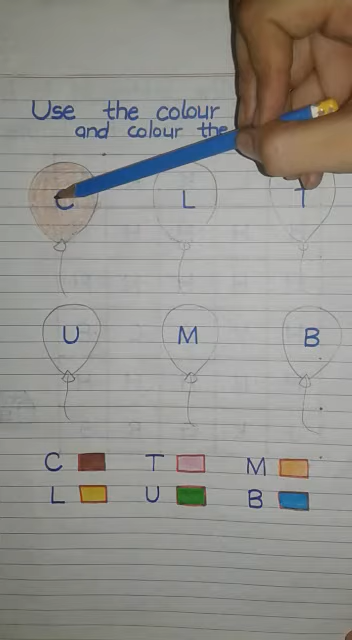 Use the colour
and colour the
C L T
U M B
C T M
L U B